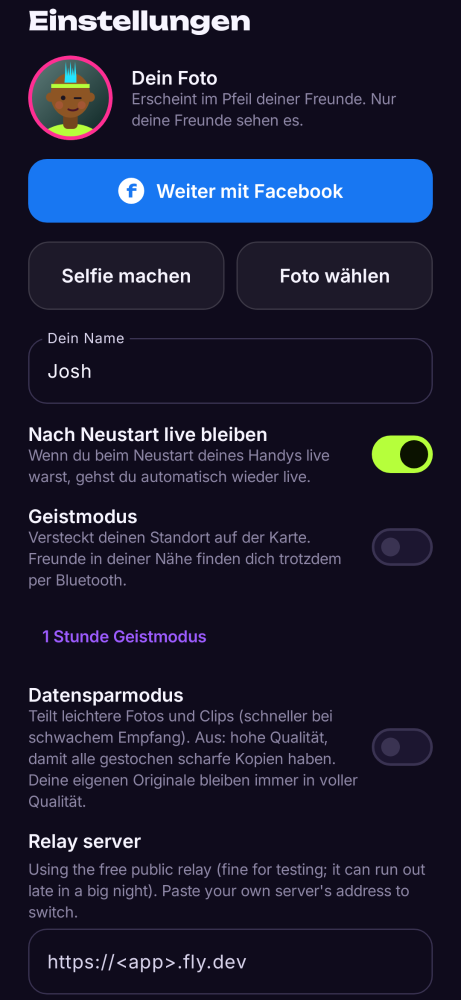 Einstellungen
Dein Foto
Erscheint im Pfeil deiner Freunde. Nur
deine Freunde sehen es.
Weiter mit Facebook
Selfie machen
Foto wählen
Dein Name
Josh
Nach Neustart live bleiben
Wenn du beim Neustart deines Handys live
warst, gehst du automatisch wieder live.
Geistmodus
Versteckt deinen Standort auf der Karte.
Freunde in deiner Nähe finden dich trotzdem
per Bluetooth.
1 Stunde Geistmodus
Datensparmodus
Teilt leichtere Fotos und Clips (schneller bei
schwachem Empfang). Aus: hohe Qualität,
damit alle gestochen scharfe Kopien haben.
Deine eigenen Originale bleiben immer in voller
Qualität.
Relay server
Using the free public relay (fine for testing; it can run out
late in a big night). Paste your own server's address to
switch.
https://<app>.fly.dev